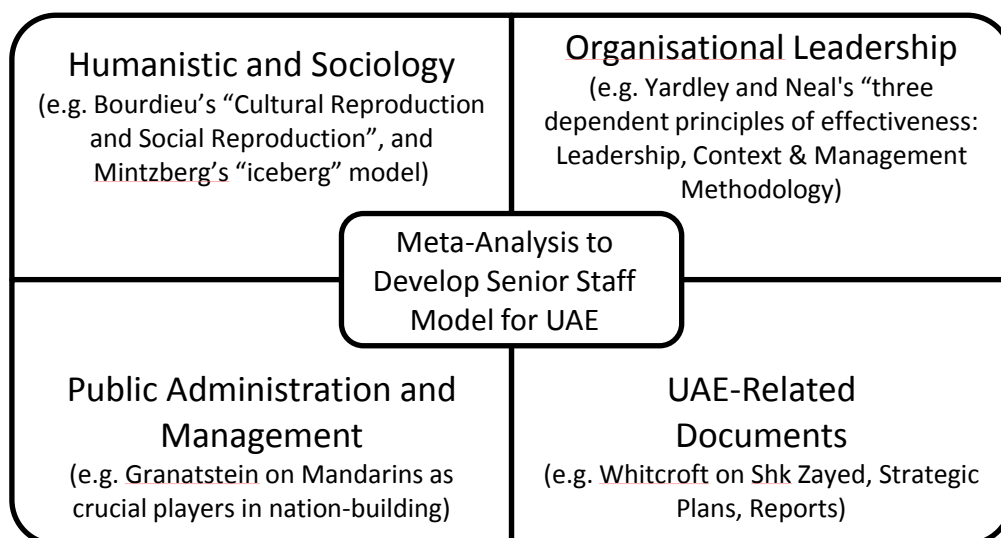 Humanistic and Sociology
(e.g. Bourdieu's “Cultural Reproduction
and Social Reproduction”, and
Mintzberg's “iceberg” model)
Organisational Leadership
(e.g. Yardley and Neal's “three
dependent principles of effectiveness:
Leadership, Context & Management
Methodology)
Meta-Analysis to
Develop Senior Staff
Model for UAE
Public Administration and
Management
(e.g. Granatstein on Mandarins as
crucial players in nation-building)
UAE-Related
Documents
(e.g. Whitcroft on Shk Zayed, Strategic
Plans, Reports)